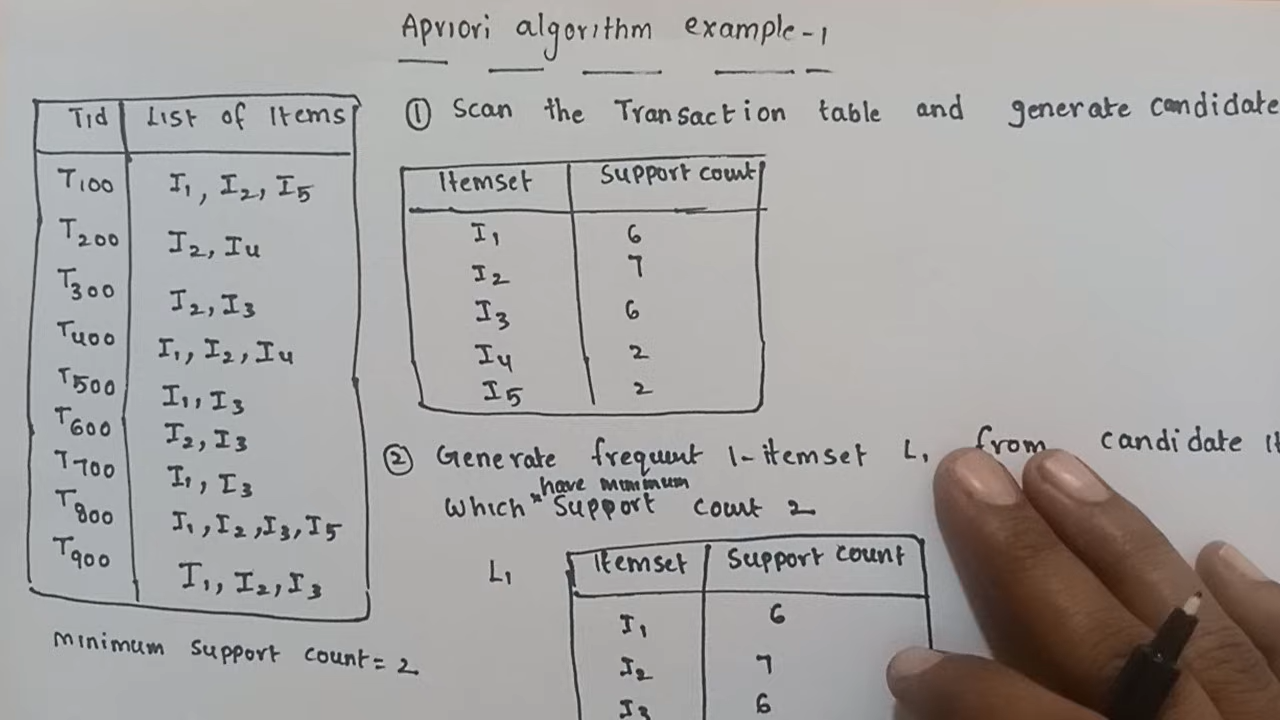 Apriori algorithm example-1
Tid List of Items
T100 I1, I2, I5
T200 I2, I4
T300 I2, I3
T400 I1, I2, I4
T500 I1, I3
T600 I2, I3
T700 I1, I3
T800 I1, I2, I3, I5
T900 I1, I2, I3
minimum support count = 2
① Scan the Transaction table and generate candidate
Itemset Support count
I1 6
I2 7
I3 6
I4 2
I5 2
② Generate frequent 1-itemset L1 from candidate it
have minimum
which support count 2
L1
Itemset Support count
I1 6
I2 7
I3 6